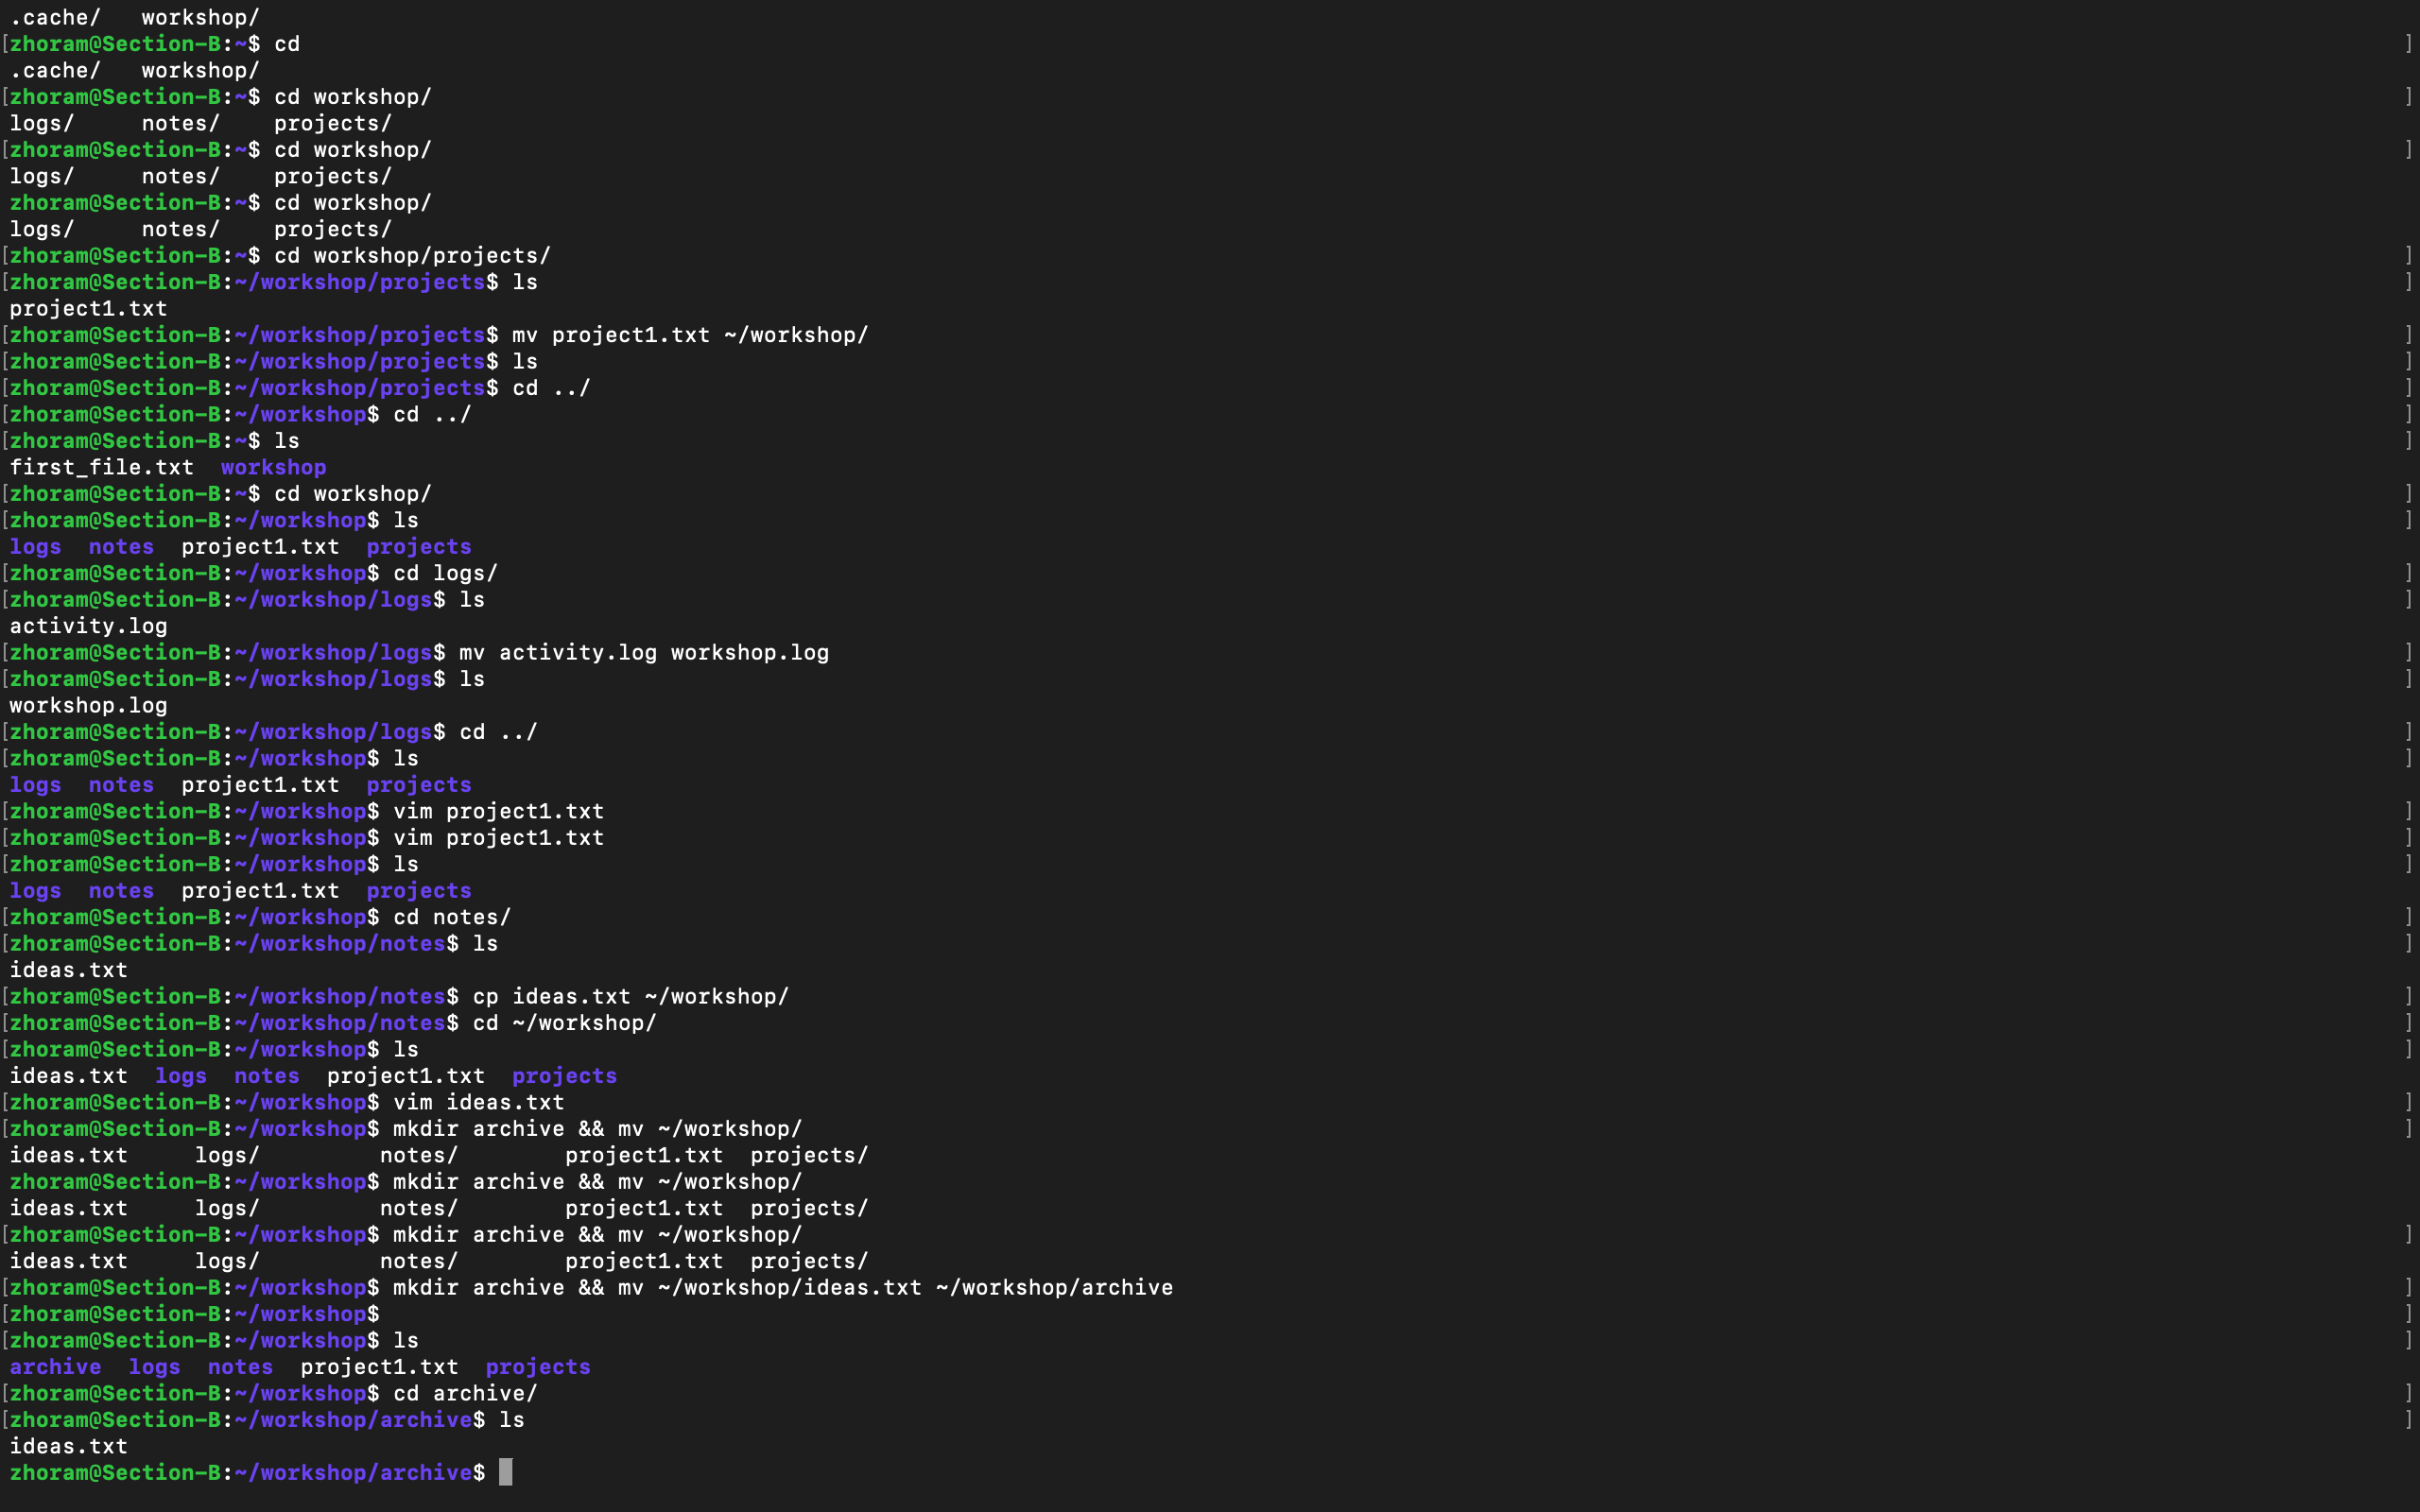 .cache/   workshop/
[zhoram@Section-B:~$ cd ]
.cache/   workshop/
[zhoram@Section-B:~$ cd workshop/ ]
logs/     notes/    projects/
[zhoram@Section-B:~$ cd workshop/ ]
logs/     notes/    projects/
zhoram@Section-B:~$ cd workshop/
logs/     notes/    projects/
[zhoram@Section-B:~$ cd workshop/projects/ ]
[zhoram@Section-B:~/workshop/projects$ ls ]
project1.txt
[zhoram@Section-B:~/workshop/projects$ mv project1.txt ~/workshop/ ]
[zhoram@Section-B:~/workshop/projects$ ls ]
[zhoram@Section-B:~/workshop/projects$ cd ../ ]
[zhoram@Section-B:~/workshop$ cd ../ ]
[zhoram@Section-B:~$ ls ]
first_file.txt  workshop
[zhoram@Section-B:~$ cd workshop/ ]
[zhoram@Section-B:~/workshop$ ls ]
logs  notes  project1.txt  projects
[zhoram@Section-B:~/workshop$ cd logs/ ]
[zhoram@Section-B:~/workshop/logs$ ls ]
activity.log
[zhoram@Section-B:~/workshop/logs$ mv activity.log workshop.log ]
[zhoram@Section-B:~/workshop/logs$ ls ]
workshop.log
[zhoram@Section-B:~/workshop/logs$ cd ../ ]
[zhoram@Section-B:~/workshop$ ls ]
logs  notes  project1.txt  projects
[zhoram@Section-B:~/workshop$ vim project1.txt ]
[zhoram@Section-B:~/workshop$ vim project1.txt ]
[zhoram@Section-B:~/workshop$ ls ]
logs  notes  project1.txt  projects
[zhoram@Section-B:~/workshop$ cd notes/ ]
[zhoram@Section-B:~/workshop/notes$ ls ]
ideas.txt
[zhoram@Section-B:~/workshop/notes$ cp ideas.txt ~/workshop/ ]
[zhoram@Section-B:~/workshop/notes$ cd ~/workshop/ ]
[zhoram@Section-B:~/workshop$ ls ]
ideas.txt  logs  notes  project1.txt  projects
[zhoram@Section-B:~/workshop$ vim ideas.txt ]
[zhoram@Section-B:~/workshop$ mkdir archive && mv ~/workshop/ ]
ideas.txt     logs/         notes/        project1.txt  projects/
zhoram@Section-B:~/workshop$ mkdir archive && mv ~/workshop/
ideas.txt     logs/         notes/        project1.txt  projects/
[zhoram@Section-B:~/workshop$ mkdir archive && mv ~/workshop/ ]
ideas.txt     logs/         notes/        project1.txt  projects/
[zhoram@Section-B:~/workshop$ mkdir archive && mv ~/workshop/ideas.txt ~/workshop/archive ]
[zhoram@Section-B:~/workshop$ ]
[zhoram@Section-B:~/workshop$ ls ]
archive  logs  notes  project1.txt  projects
[zhoram@Section-B:~/workshop$ cd archive/ ]
[zhoram@Section-B:~/workshop/archive$ ls ]
ideas.txt
zhoram@Section-B:~/workshop/archive$